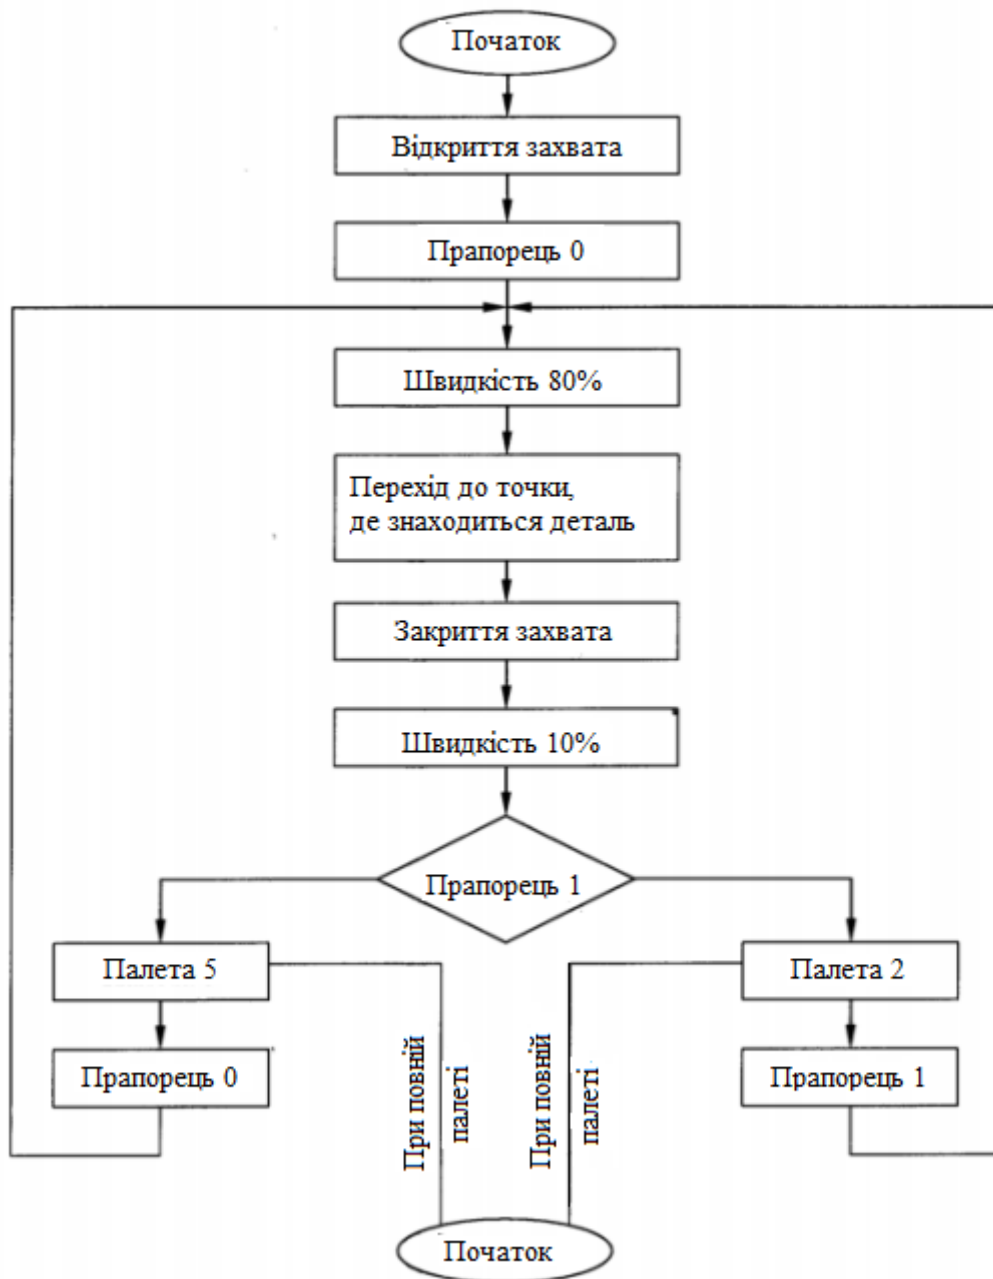 Початок
Відкриття захвата
Прапорець 0
Швидкість 80%
Перехід до точки,
де знаходиться деталь
Закриття захвата
Швидкість 10%
Прапорець 1
Палета 5
Палета 2
При повній
палеті
При повній
палеті
Прапорець 0
Прапорець 1
Початок